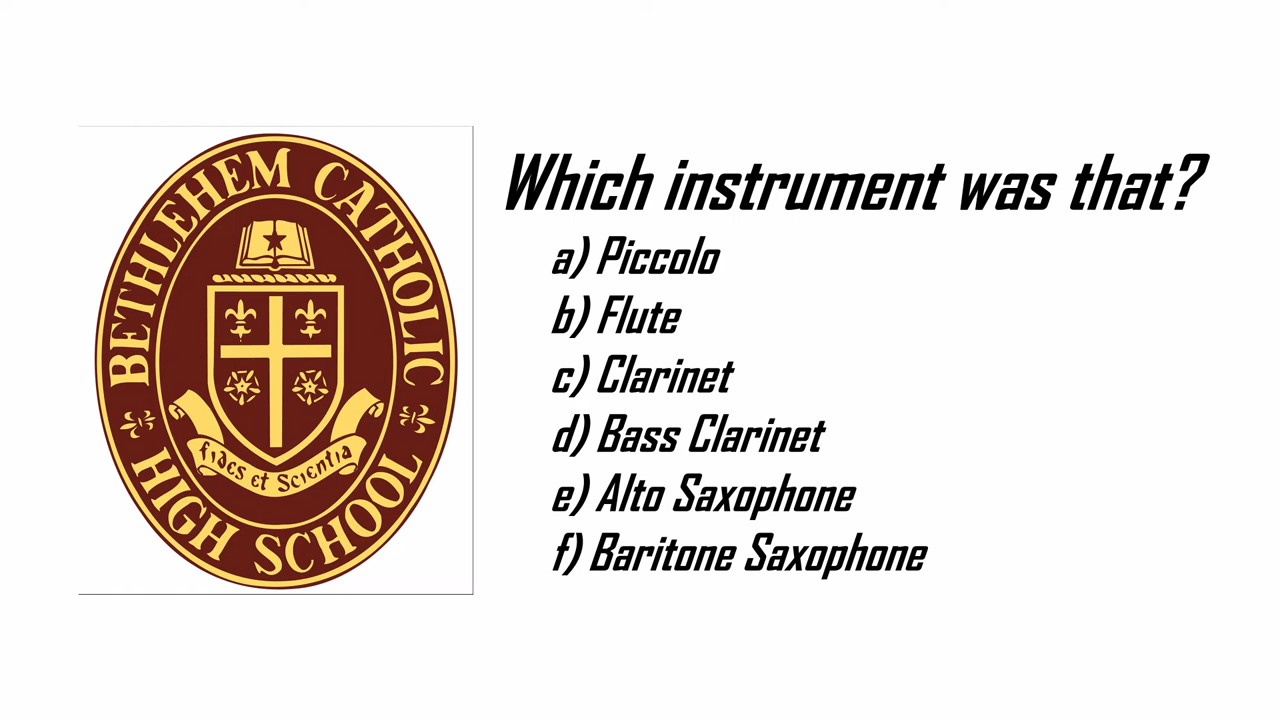 BETHLEHEM CATHOLIC
HIGH SCHOOL
fides et Scientia
Which instrument was that?
a) Piccolo
b) Flute
c) Clarinet
d) Bass Clarinet
e) Alto Saxophone
f) Baritone Saxophone